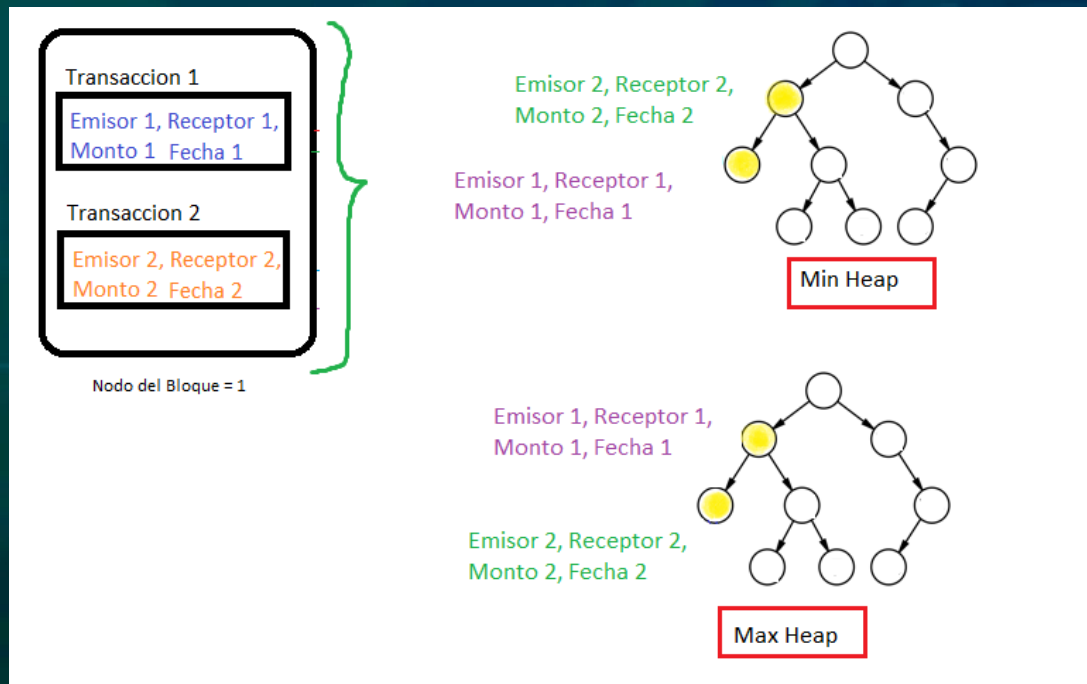 Transaccion 1
Emisor 1, Receptor 1,
Monto 1 Fecha 1
Transaccion 2
Emisor 2, Receptor 2,
Monto 2 Fecha 2
Nodo del Bloque = 1
Emisor 2, Receptor 2,
Monto 2, Fecha 2
Emisor 1, Receptor 1,
Monto 1, Fecha 1
Min Heap
Emisor 1, Receptor 1,
Monto 1, Fecha 1
Emisor 2, Receptor 2,
Monto 2, Fecha 2
Max Heap